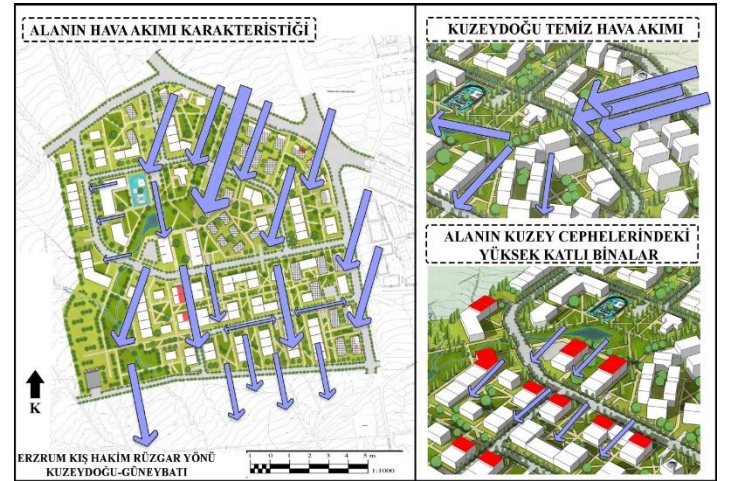 ALANIN HAVA AKIMI KARAKTERİSTİĞİ
K
ERZRUM KIŞ HAKİM RÜZGAR YÖNÜ
KUZEYDOĞU-GÜNEYBATI
1 0 1 2 3 4 5 m
1:1000
KUZEYDOĞU TEMİZ HAVA AKIMI
ALANIN KUZEY CEPHELERİNDEKİ
YÜKSEK KATLI BİNALAR